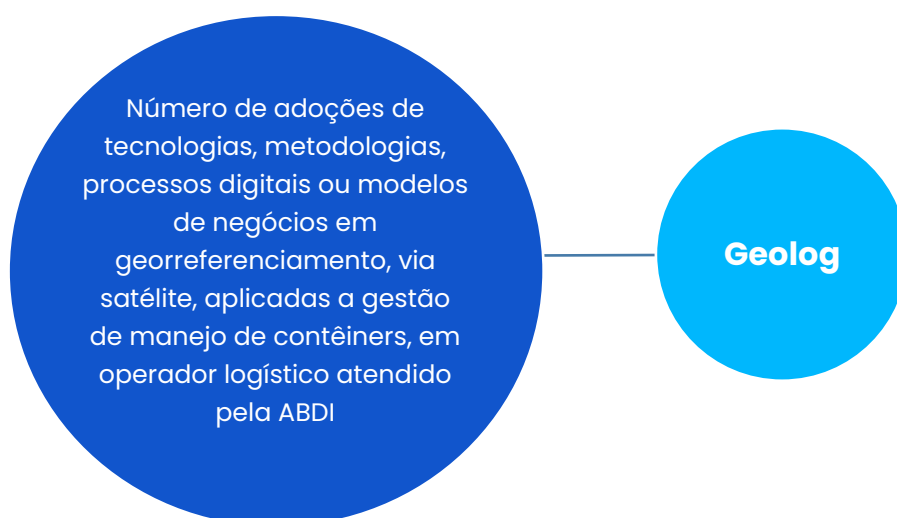 Número de adoções de
tecnologias, metodologias,
processos digitais ou modelos
de negócios em
georreferenciamento, via
satélite, aplicadas a gestão
de manejo de contêiners, em
operador logístico atendido
pela ABDI
Geolog